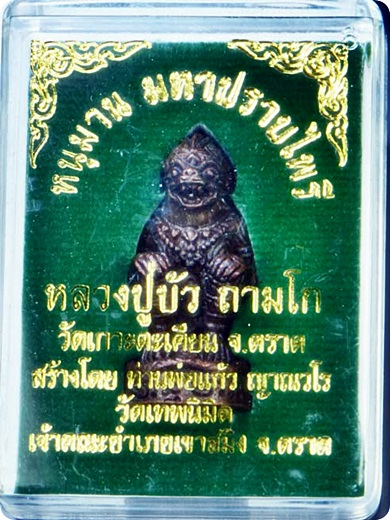 หนุมาน มหาปราบไพรี
หลวงปู่บัว ถามโก
วัดเกาะตะเคียน จ.ตราด
สร้างโดย ท่านพ่อแก้ว ญาณวโร
วัดเทพนิมิต
เจ้าคณะอำเภอเขาสมิง จ.ตราด